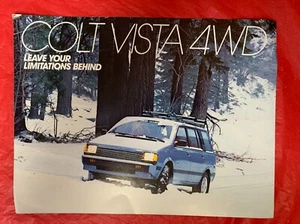 COLT VISTA 4WD
LEAVE YOUR
LIMITATIONS BEHIND